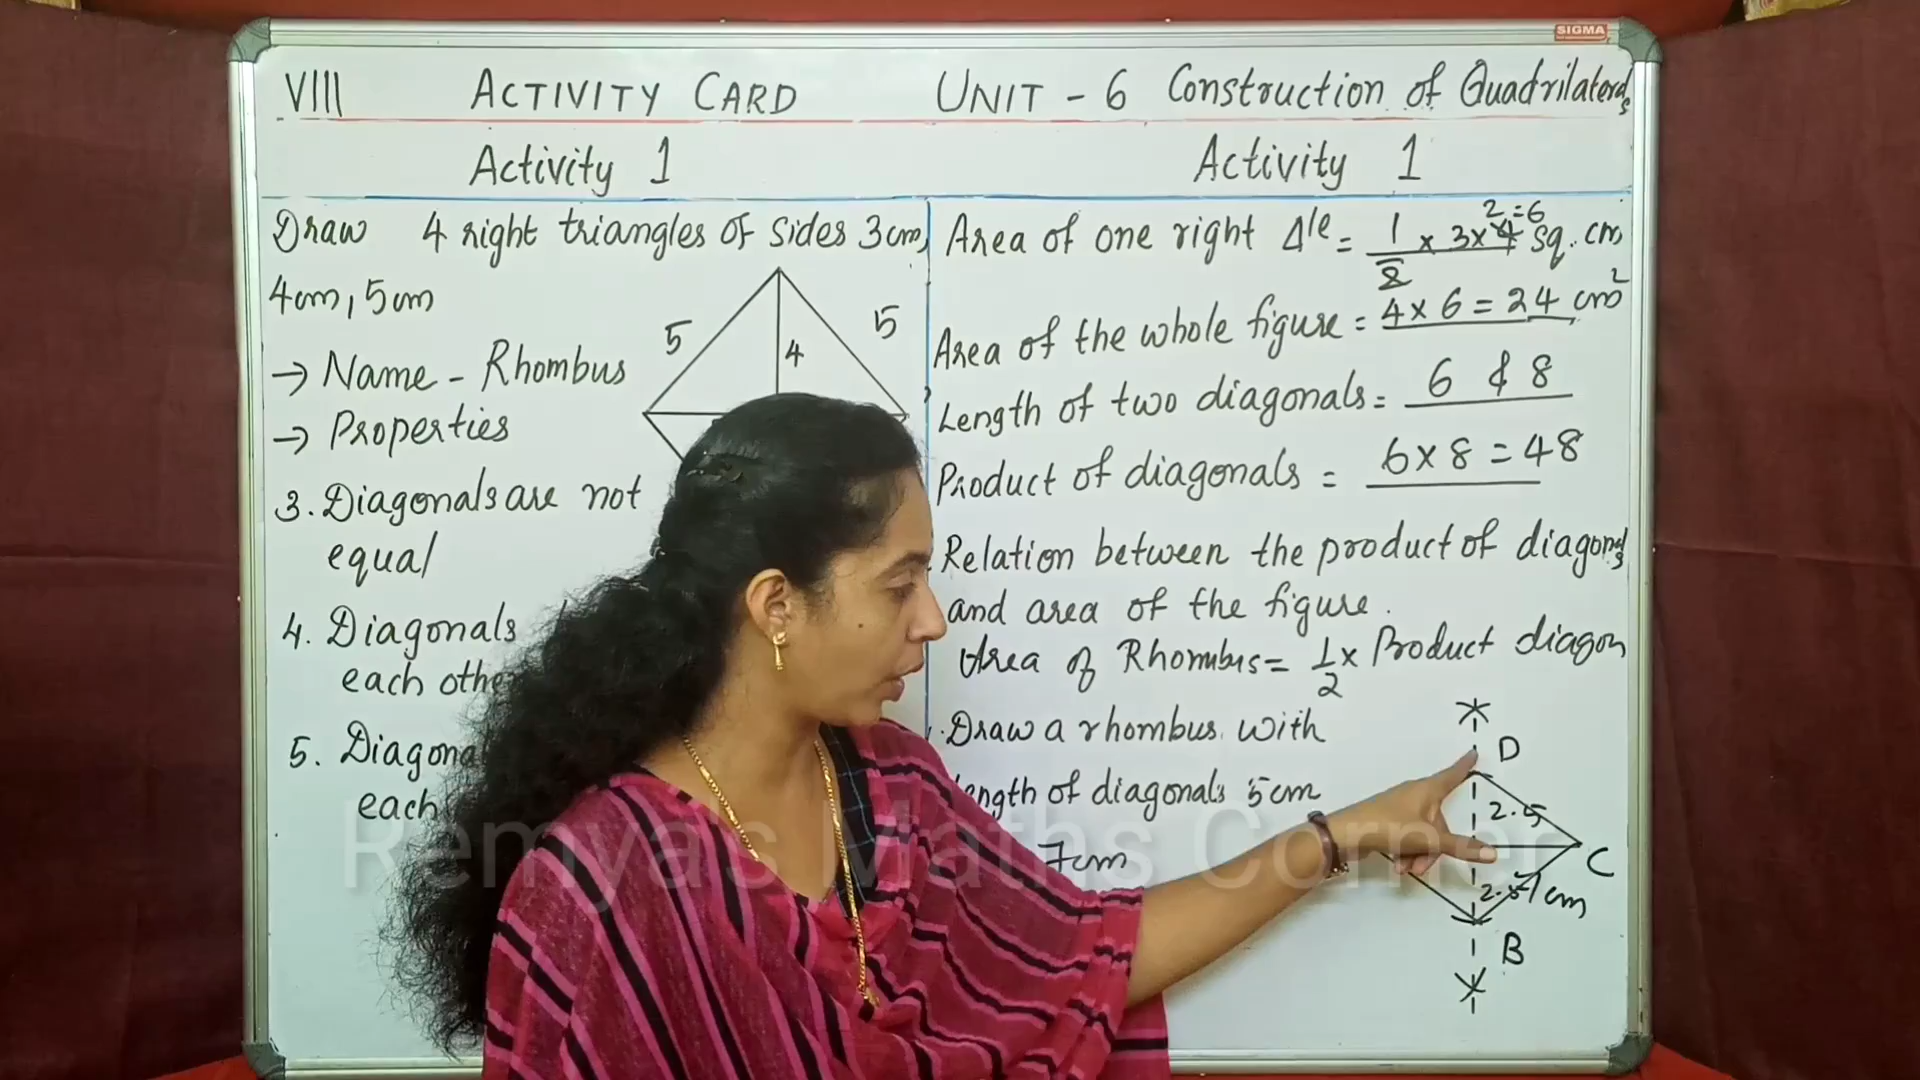 SIGMA
VIII ACTIVITY CARD UNIT - 6 Construction of Quadrilaterals
Activity 1
Draw 4 right triangles of sides 3cm,
4cm, 5cm
5
5
4
→ Name - Rhombus
→ Properties
3. Diagonals are not
equal
4. Diagonals
each other
5. Diagonal
each
Activity 1
Area of one right Δle = 1/2 x 3 x 4 2 = 6 sq. cm
Area of the whole figure = 4 x 6 = 24 cm²
Length of two diagonals = 6 & 8
Product of diagonals = 6 x 8 = 48
Relation between the product of diagonals
and area of the figure.
Area of Rhombus = 1/2 x Product diagon
Draw a rhombus with
length of diagonals 5cm
7cm
D
2.5
C
2.5
7cm
B
Remya's Maths Corner